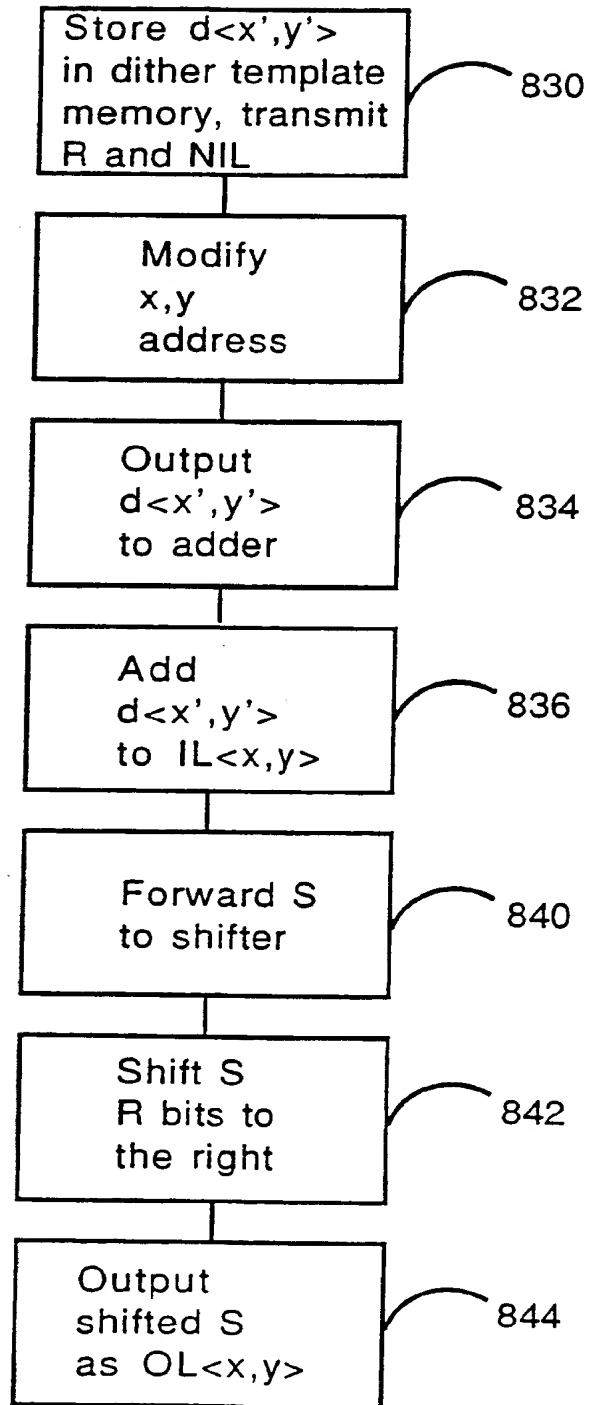 Store d<x',y'>
in dither template
memory, transmit
R and NIL
830
Modify
x,y
address
832
Output
d<x',y'>
to adder
834
Add
d<x',y'>
to IL<x,y>
836
Forward S
to shifter
840
Shift S
R bits to
the right
842
Output
shifted S
as OL<x,y>
844